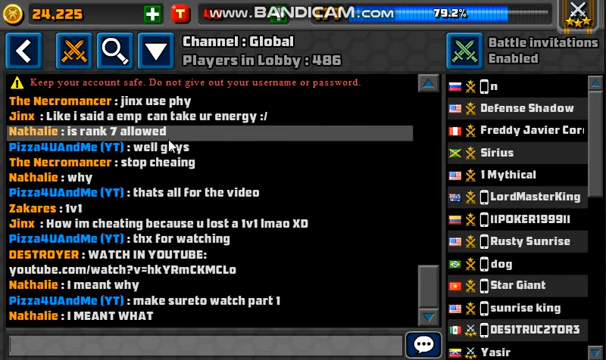 24,225
T
WWW.BANDICAM.COM
79.2%
Channel : Global
Players in Lobby : 486
Battle invitations
Enabled
Keep your account safe. Do not give out your username or password.
The Necromancer : jinx use phy
Jinx : Like i said a emp can take ur energy :/
Nathalie : is rank 7 allowed
Pizza4UAndMe (YT) : well guys
The Necromancer : stop cheaing
Nathalie : why
Pizza4UAndMe (YT) : thats all for the video
Zakares : 1v1
Jinx : How im cheating because u lost a 1v1 lmao XD
Pizza4UAndMe (YT) : thx for watching
DESTROYER : WATCH IN YOUTUBE:
youtube.com/watch?v=hkYRmCKMCLo
Nathalie : I meant why
Pizza4UAndMe (YT) : make sureto watch part 1
Nathalie : I MEANT WHAT
n
Defense Shadow
Freddy Javier Cor
Sirius
1 Mythical
LordMasterKing
IIPOKER1999II
Rusty Sunrise
dog
Star Giant
sunrise king
DES1TRUC2TOR3
Yasir